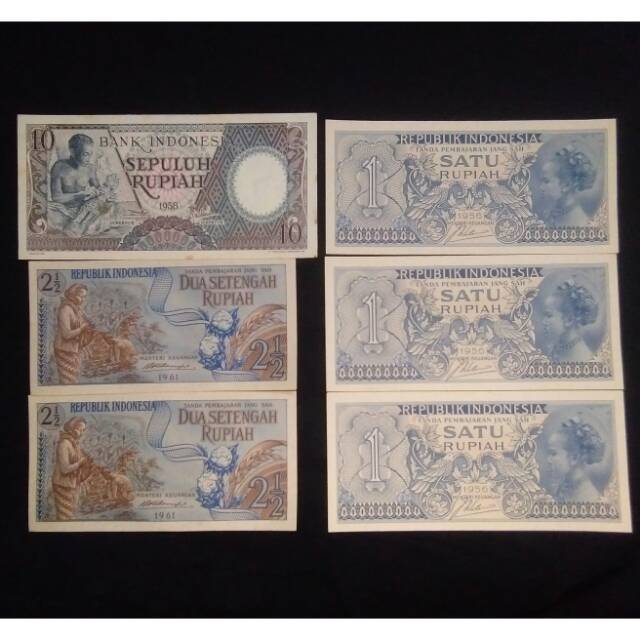 10
BANK INDONESI
SEPULUH
RUPIAH
1958
10
2½
REPUBLIK INDONESIA
TANDA PEMBAJARAN JANG SAH
DUA SETENGAH
RUPIAH
MENTERI KEUANGAN
1961
2½
2½
REPUBLIK INDONESIA
TANDA PEMBAJARAN JANG SAH
DUA SETENGAH
RUPIAH
MENTERI KEUANGAN
1961
2½
REPUBLIK INDONESIA
TANDA PEMBAJARAN JANG SAH
1
SATU
RUPIAH
1956
REPUBLIK INDONESIA
TANDA PEMBAJARAN JANG SAH
1
SATU
RUPIAH
1956
REPUBLIK INDONESIA
TANDA PEMBAJARAN JANG SAH
1
SATU
RUPIAH
1956